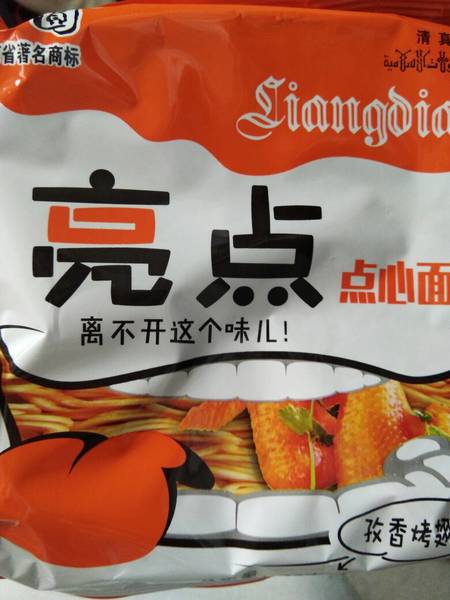 省著名商标
清真
Liangdia
亮点
点心面
离不开这个味儿!
孜香烤翅